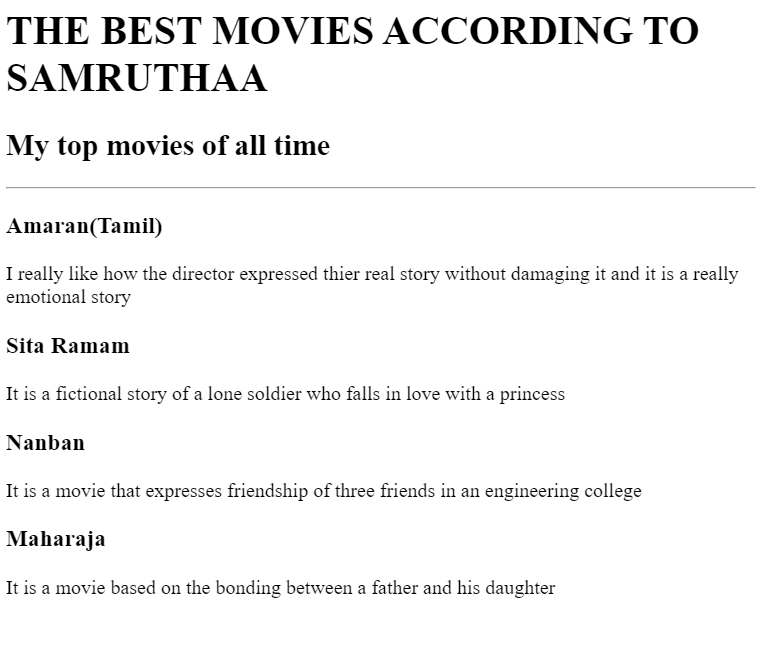 THE BEST MOVIES ACCORDING TO
SAMRUTHAA
My top movies of all time
Amaran(Tamil)
I really like how the director expressed thier real story without damaging it and it is a really
emotional story
Sita Ramam
It is a fictional story of a lone soldier who falls in love with a princess
Nanban
It is a movie that expresses friendship of three friends in an engineering college
Maharaja
It is a movie based on the bonding between a father and his daughter